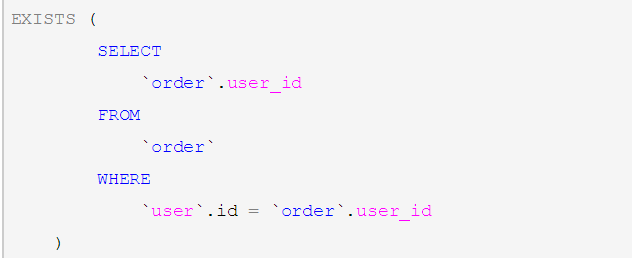 EXISTS (
SELECT
`order`.user_id
FROM
`order`
WHERE
`user`.id = `order`.user_id
)